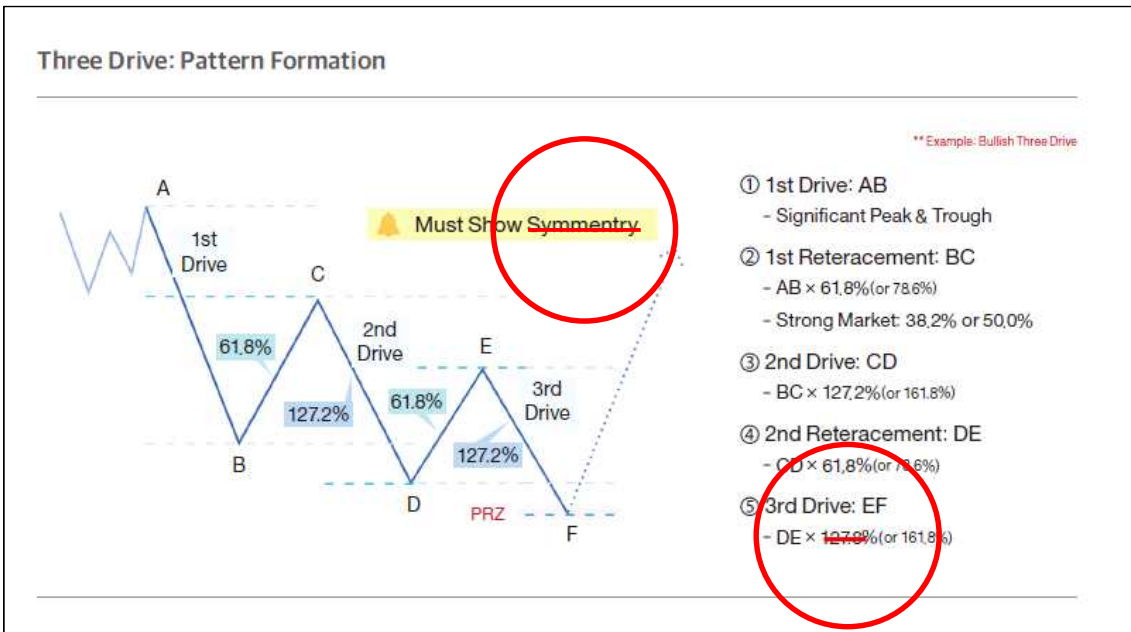 Three Drive: Pattern Formation
** Example: Bullish Three Drive
A
1st
Drive
C
Must Show Symmentry
2nd
Drive
E
61.8%
127.2%
61.8%
3rd
Drive
127.2%
B
D
PRZ
F
① 1st Drive: AB
- Significant Peak & Trough
② 1st Reteracement: BC
- AB × 61.8%(or 78.6%)
- Strong Market: 38.2% or 50.0%
③ 2nd Drive: CD
- BC × 127.2%(or 161.8%)
④ 2nd Reteracement: DE
- CD × 61.8%(or 78.6%)
⑤ 3rd Drive: EF
- DE × 127.8%(or 161.8%)